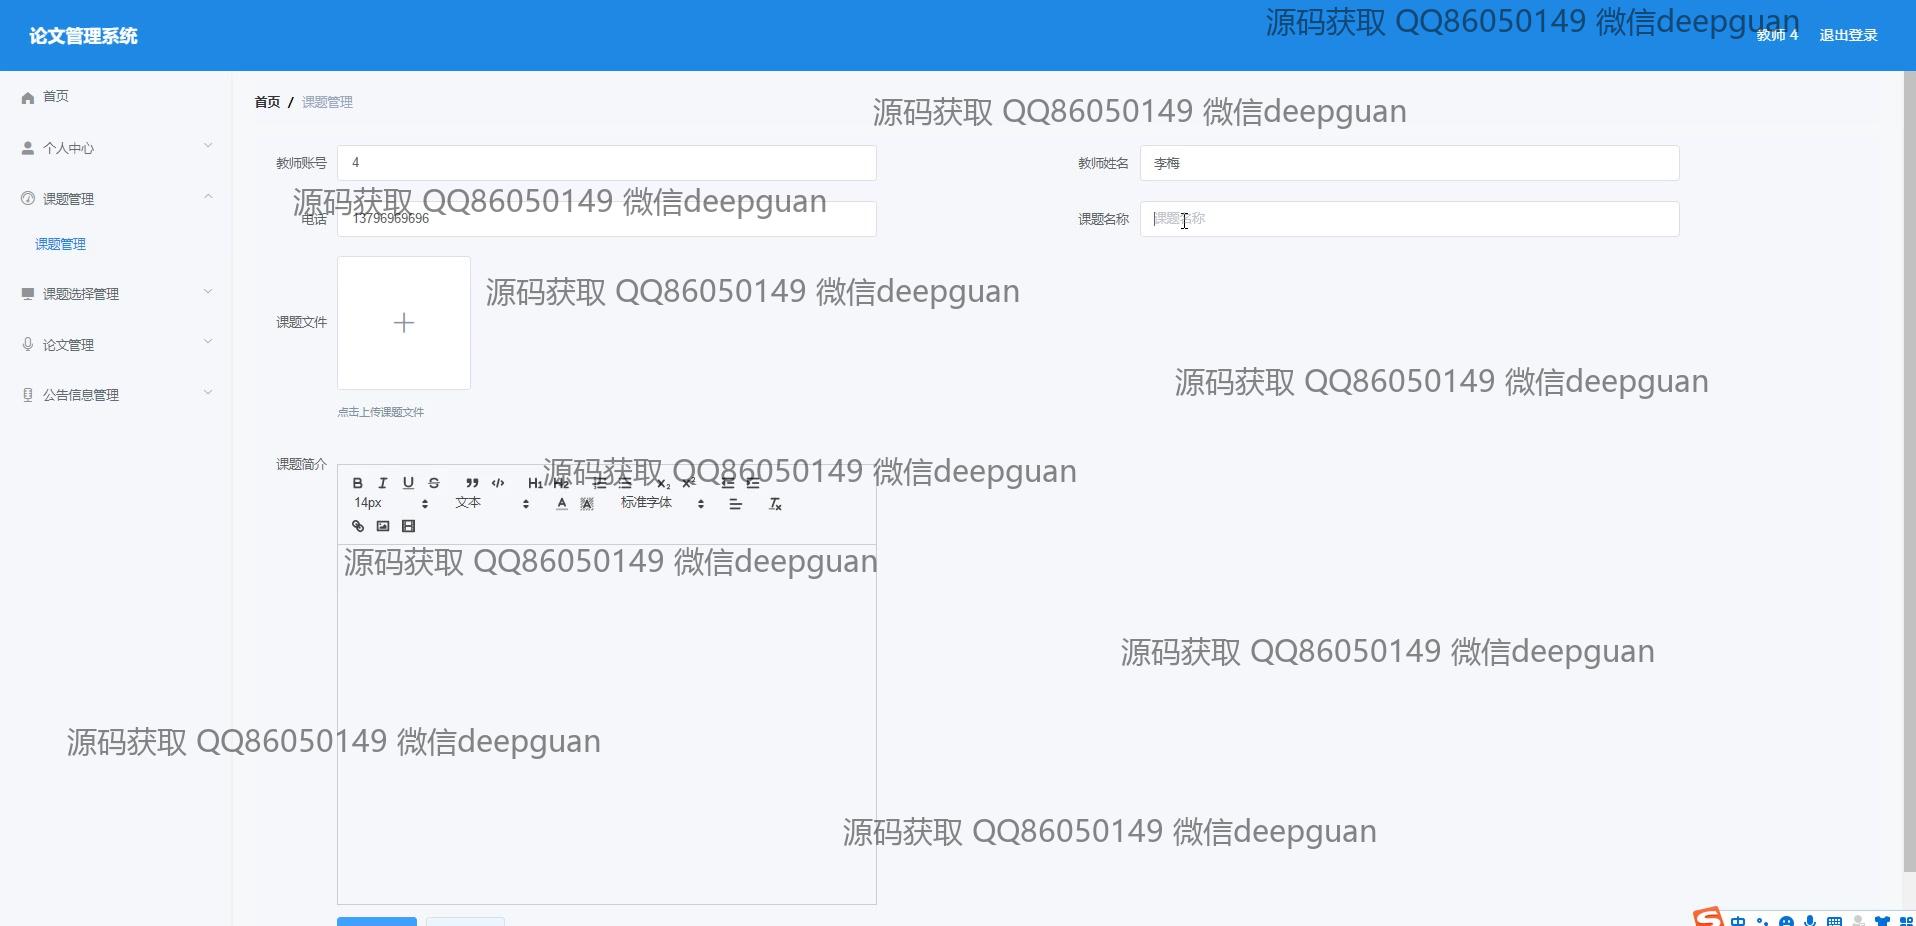 源码获取 QQ86050149 微信deepguan
论文管理系统
教师 4 退出登录
首页
首页 / 课题管理
源码获取 QQ86050149 微信deepguan
个人中心
教师账号 4
教师姓名 李梅
课题管理
源码获取 QQ86050149 微信deepguan
电话 13796969696
课题名称 课题名称
课题管理
课题选择管理
源码获取 QQ86050149 微信deepguan
课题文件
论文管理
源码获取 QQ86050149 微信deepguan
公告信息管理
点击上传课题文件
课题简介
源码获取 QQ86050149 微信deepguan
B I U S H1 H2 X2 X2
14px 文本 A A 标准字体 Tx
源码获取 QQ86050149 微信deepguan
源码获取 QQ86050149 微信deepguan
源码获取 QQ86050149 微信deepguan
源码获取 QQ86050149 微信deepguan
中